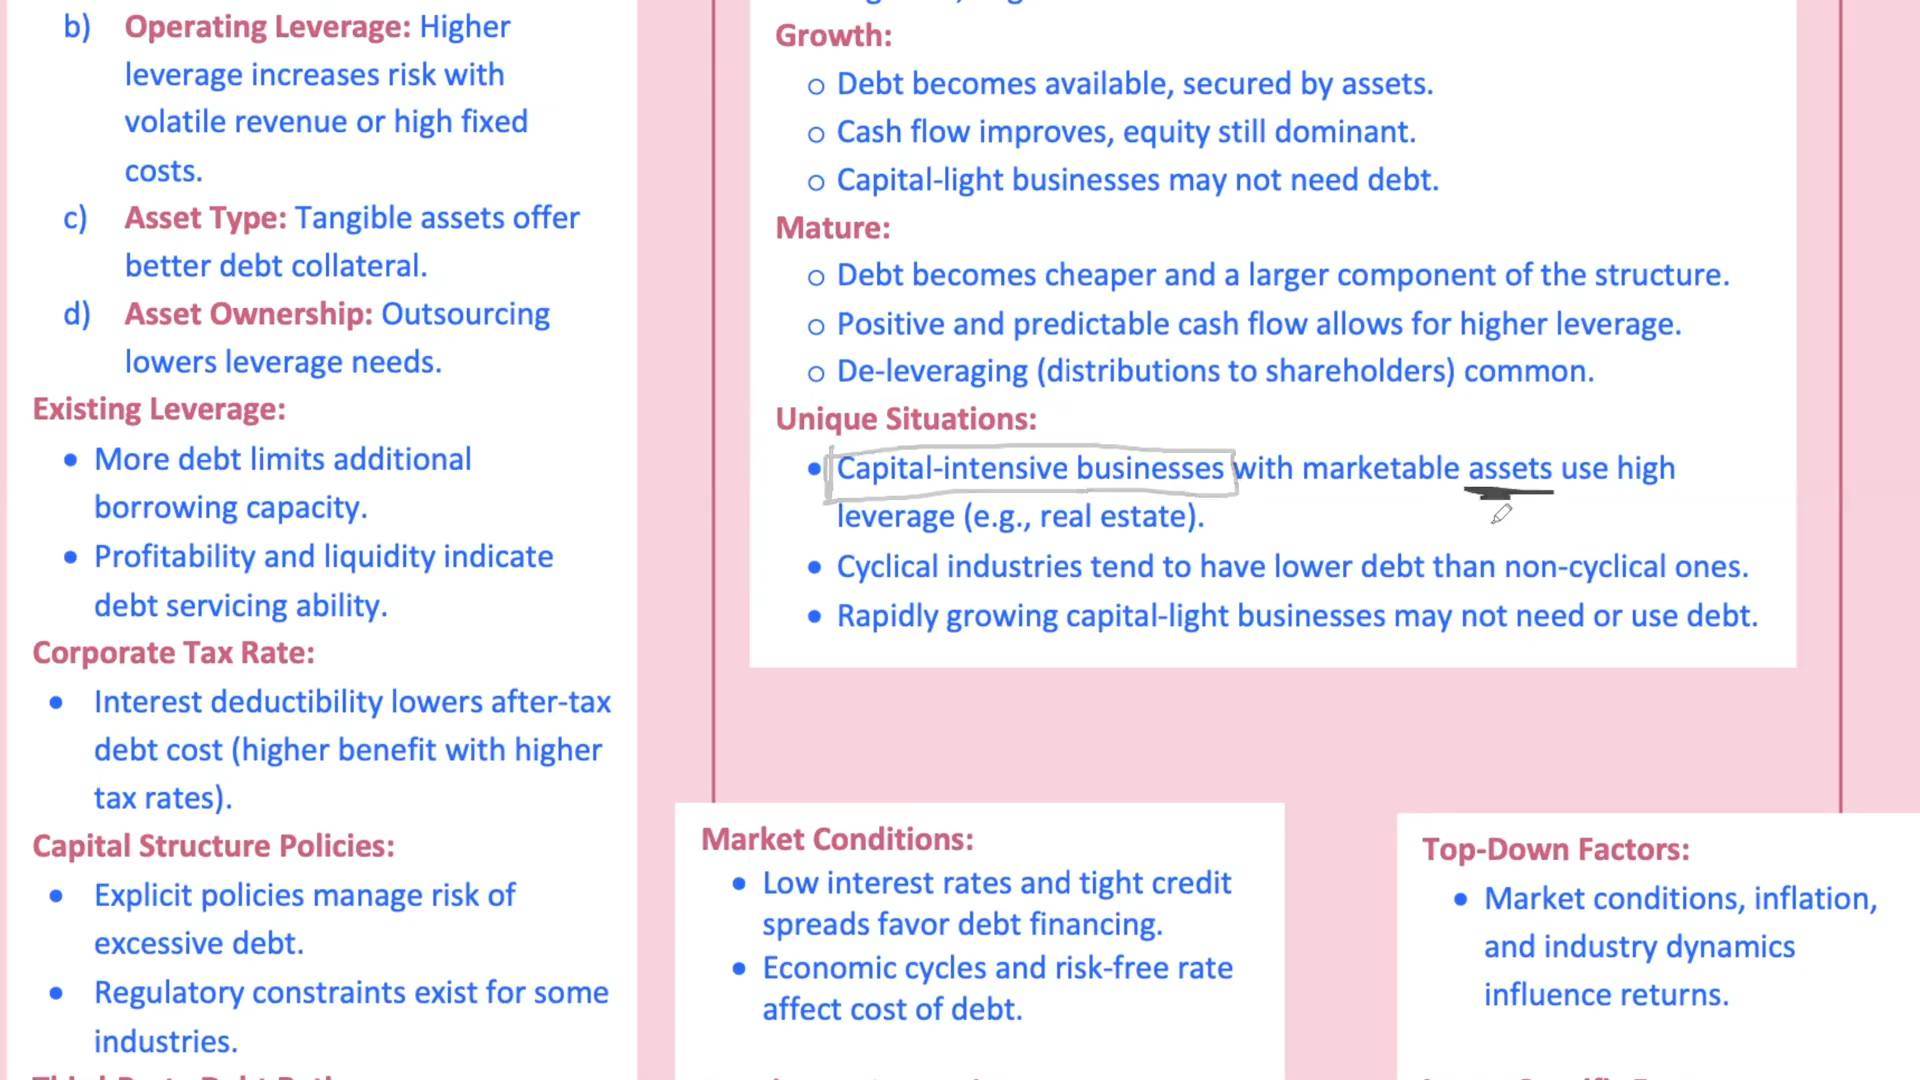 b) Operating Leverage: Higher
leverage increases risk with
volatile revenue or high fixed
costs.
c) Asset Type: Tangible assets offer
better debt collateral.
d) Asset Ownership: Outsourcing
lowers leverage needs.
Existing Leverage:
• More debt limits additional
borrowing capacity.
• Profitability and liquidity indicate
debt servicing ability.
Corporate Tax Rate:
• Interest deductibility lowers after-tax
debt cost (higher benefit with higher
tax rates).
Capital Structure Policies:
• Explicit policies manage risk of
excessive debt.
• Regulatory constraints exist for some
industries.
Growth:
o Debt becomes available, secured by assets.
o Cash flow improves, equity still dominant.
o Capital-light businesses may not need debt.
Mature:
o Debt becomes cheaper and a larger component of the structure.
o Positive and predictable cash flow allows for higher leverage.
o De-leveraging (distributions to shareholders) common.
Unique Situations:
• Capital-intensive businesses with marketable assets use high
leverage (e.g., real estate).
• Cyclical industries tend to have lower debt than non-cyclical ones.
• Rapidly growing capital-light businesses may not need or use debt.
Market Conditions:
• Low interest rates and tight credit
spreads favor debt financing.
• Economic cycles and risk-free rate
affect cost of debt.
Top-Down Factors:
• Market conditions, inflation,
and industry dynamics
influence returns.